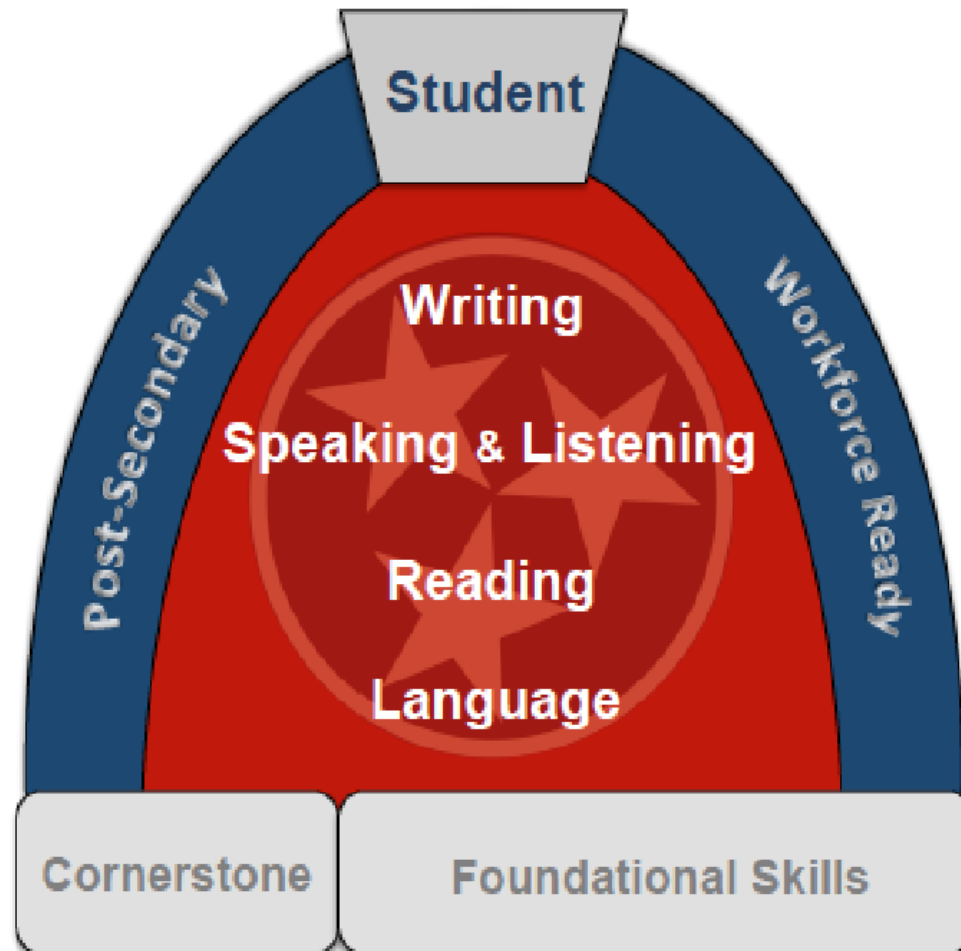 Student
Writing
Speaking & Listening
Reading
Language
Post-Secondary
Workforce Ready
Cornerstone
Foundational Skills